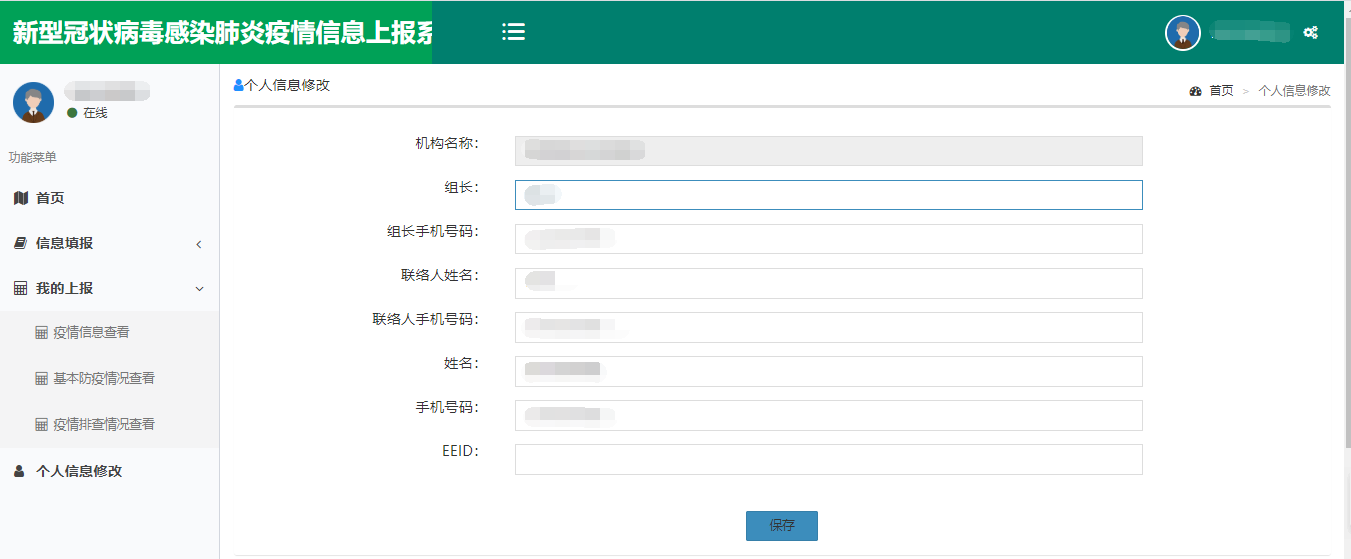 新型冠状病毒感染肺炎疫情信息上报系
在线
功能菜单
首页
信息填报
我的上报
疫情信息查看
基本防疫情况查看
疫情排查情况查看
个人信息修改
个人信息修改
首页 > 个人信息修改
机构名称：
组长：
组长手机号码：
联络人姓名：
联络人手机号码：
姓名：
手机号码：
EEID：
保存